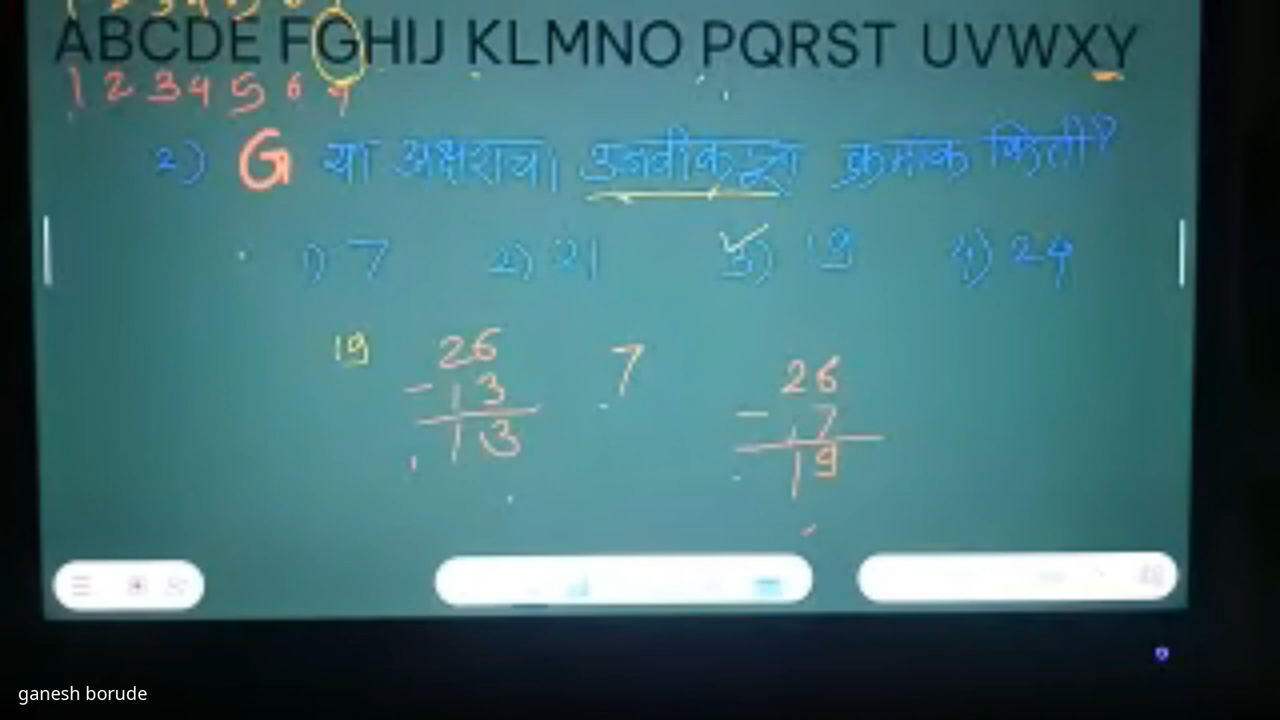 ABCDE FGHIJ KLMNO PQRST UVWXY
1 2 3 4 5 6 7
2) G या अक्षराचा उजवीकडून क्रमांक किती?
1) 7 2) 21 3) 19 4) 24
19 26 7 26
- 13 - 7
13 19
ganesh borude